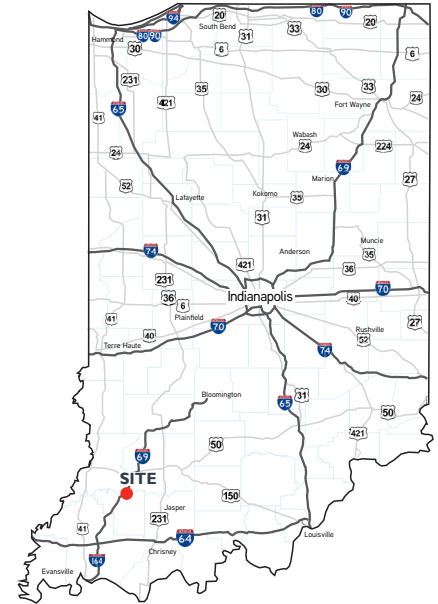 94
20
80
90
20
South Bend
33
Hammond
80
90
31
30
6
6
231
35
30
33
421
24
65
Fort Wayne
41
Wabash
24
224
24
69
Marion
27
52
Kokomo
35
Lafayette
31
Muncie
74
Anderson
35
421
36
231
70
36
6
Indianapolis
40
41
Plainfield
27
70
Rushville
40
52
Terre Haute
74
Bloomington
31
65
50
421
50
69
SITE
150
Jasper
231
41
Louisville
64
Chrisney
164
Evansville